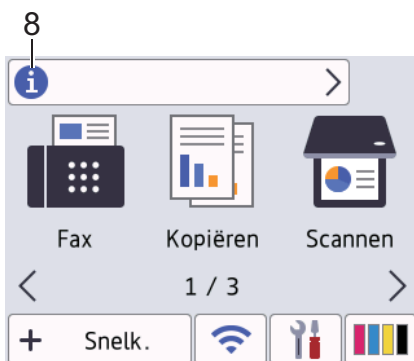 8
Fax Kopiëren Scannen
1 / 3
+ Snelk.